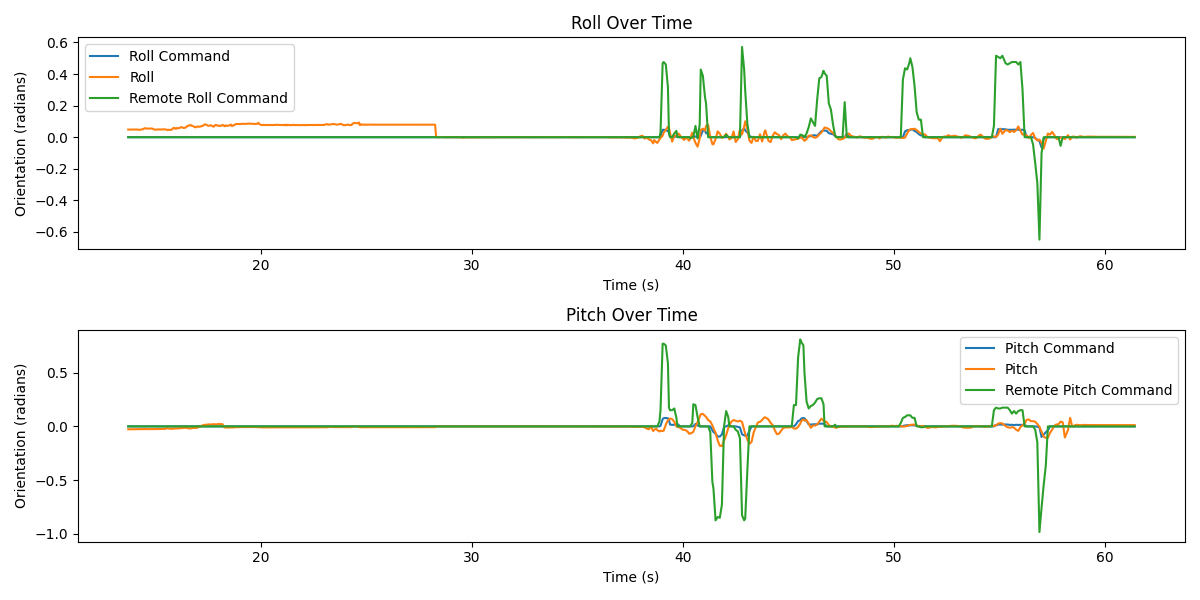 Roll Over Time
Orientation (radians)
0.6
0.4
0.2
0.0
−0.2
−0.4
−0.6
Roll Command
Roll
Remote Roll Command
20
30
40
50
60
Time (s)
Pitch Over Time
Orientation (radians)
0.5
0.0
−0.5
−1.0
Pitch Command
Pitch
Remote Pitch Command
20
30
40
50
60
Time (s)